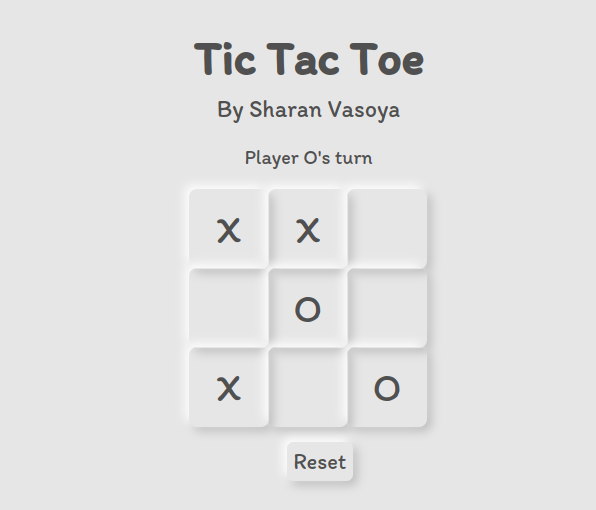 Tic Tac Toe
By Sharan Vasoya
Player O's turn
X X
O
X O
Reset